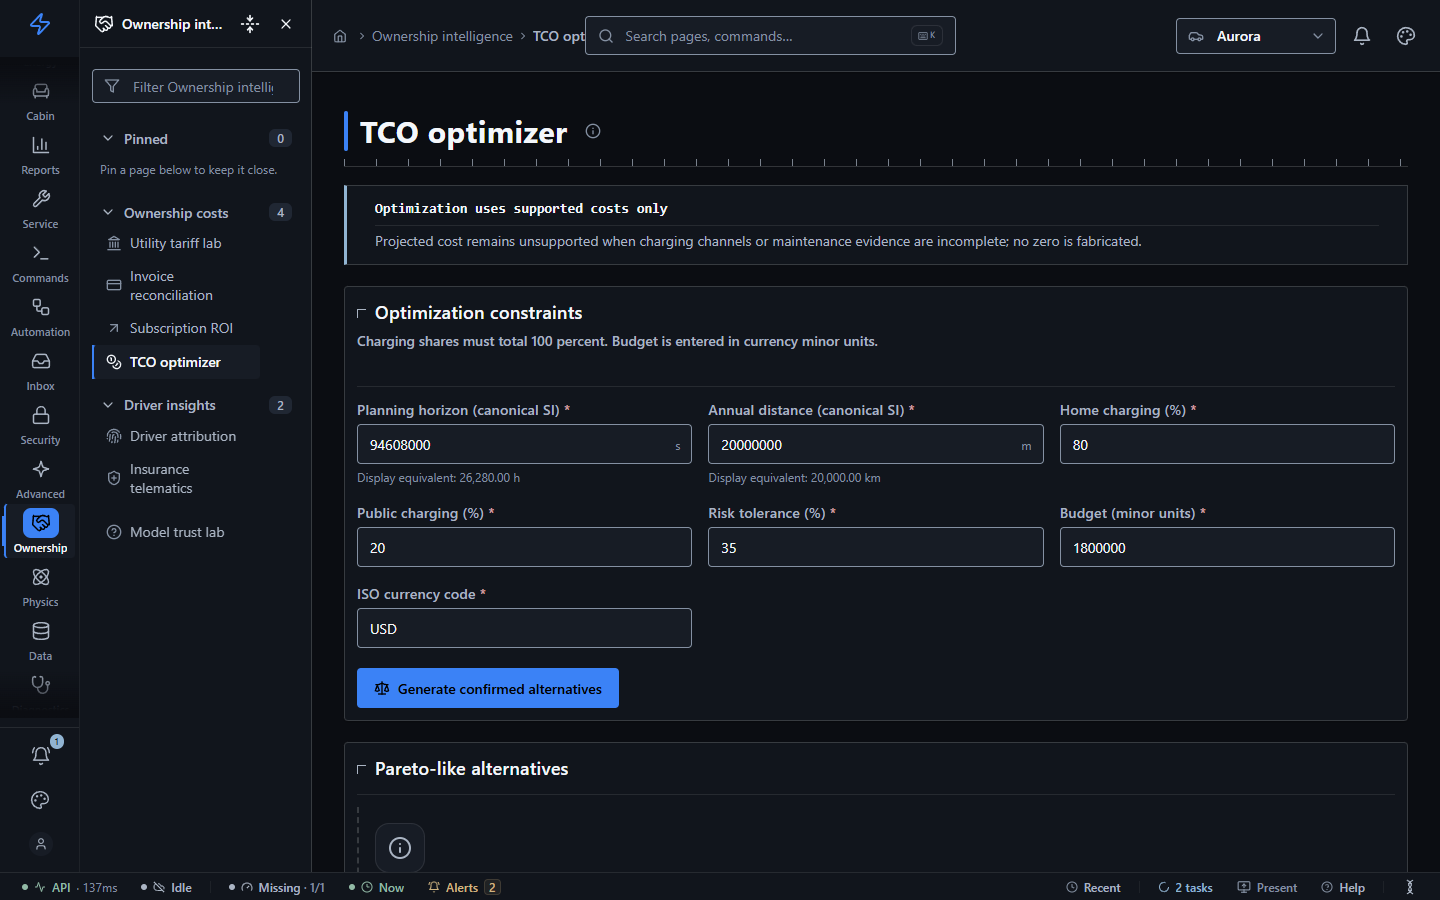 Ownership int...
Ownership intelligence
TCO opt
Search pages, commands...
K
Aurora
Cabin
Reports
Service
Commands
Automation
Inbox
Security
Advanced
Ownership
Physics
Data
1
Filter Ownership intelli
Pinned
0
Pin a page below to keep it close.
Ownership costs
4
Utility tariff lab
Invoice
reconciliation
Subscription ROI
TCO optimizer
Driver insights
2
Driver attribution
Insurance
telematics
Model trust lab
TCO optimizer
Optimization uses supported costs only
Projected cost remains unsupported when charging channels or maintenance evidence are incomplete; no zero is fabricated.
Optimization constraints
Charging shares must total 100 percent. Budget is entered in currency minor units.
Planning horizon (canonical SI) *
94608000
s
Display equivalent: 26,280.00 h
Annual distance (canonical SI) *
20000000
m
Display equivalent: 20,000.00 km
Home charging (%) *
80
Public charging (%) *
20
Risk tolerance (%) *
35
Budget (minor units) *
1800000
ISO currency code *
USD
Generate confirmed alternatives
Pareto-like alternatives
API · 137ms
Idle
Missing · 1/1
Now
Alerts 2
Recent
2 tasks
Present
Help